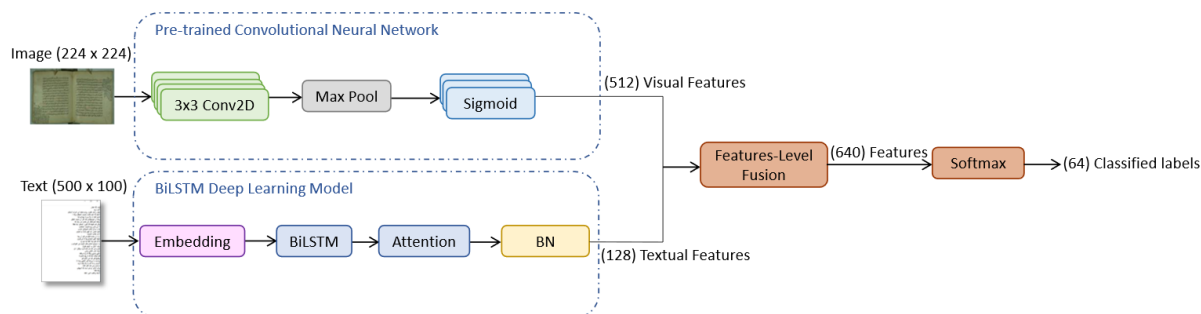 Pre-trained Convolutional Neural Network
Image (224 x 224)
3x3 Conv2D
Max Pool
Sigmoid
(512) Visual Features
Features-Level
Fusion
(640) Features
Softmax
(64) Classified labels
Text (500 x 100)
BiLSTM Deep Learning Model
Embedding
BiLSTM
Attention
BN
(128) Textual Features